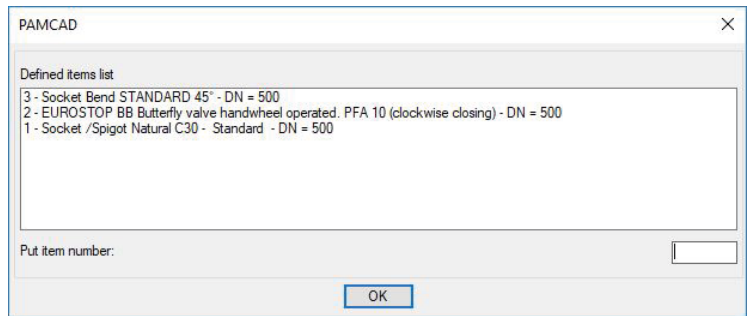 PAMCAD
Defined items list
3 - Socket Bend STANDARD 45° - DN = 500
2 - EUROSTOP BB Butterfly valve handwheel operated. PFA 10 (clockwise closing) - DN = 500
1 - Socket /Spigot Natural C30 - Standard - DN = 500
Put item number:
OK